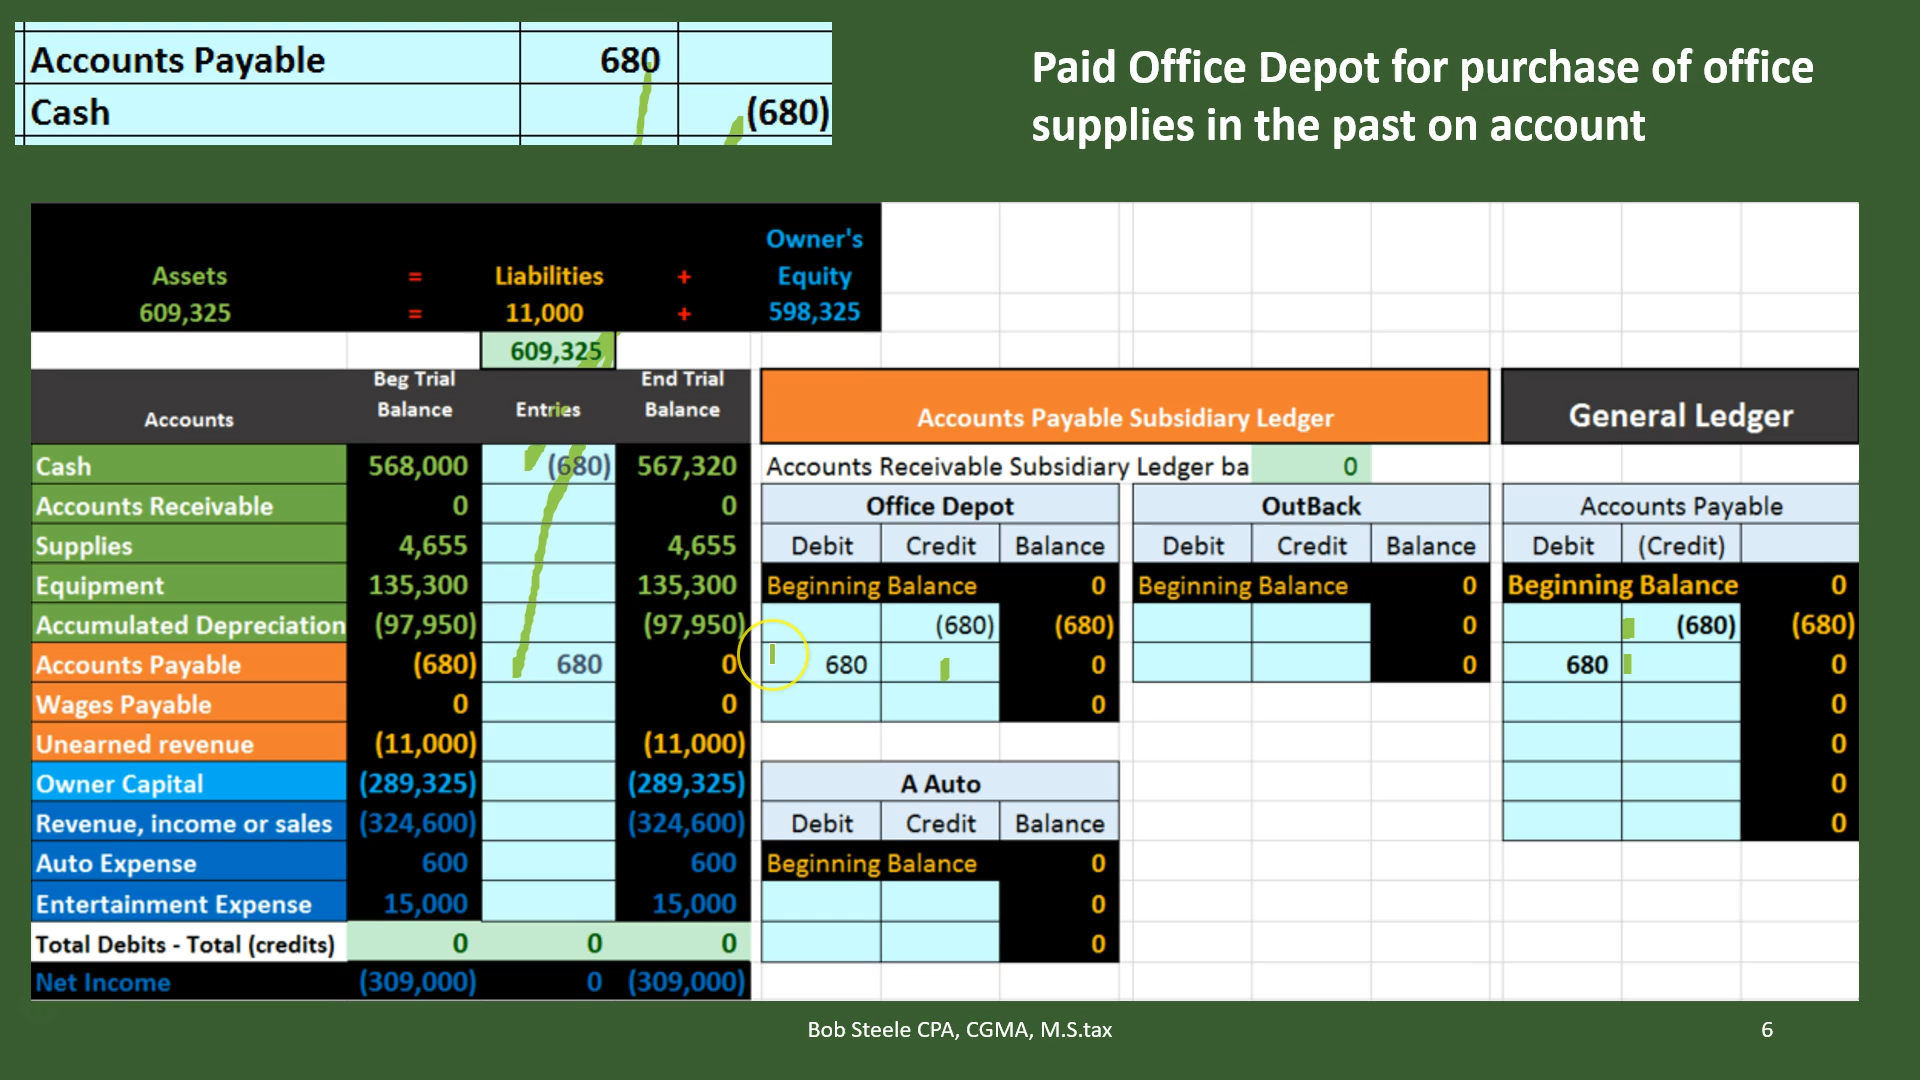 Accounts Payable 680
Cash (680)
Paid Office Depot for purchase of office
supplies in the past on account
Owner's
Assets = Liabilities + Equity
609,325 = 11,000 + 598,325
609,325
Accounts Beg Trial Balance Entries End Trial Balance
Cash 568,000 (680) 567,320
Accounts Receivable 0 0
Supplies 4,655 4,655
Equipment 135,300 135,300
Accumulated Depreciation (97,950) (97,950)
Accounts Payable (680) 680 0
Wages Payable 0 0
Unearned revenue (11,000) (11,000)
Owner Capital (289,325) (289,325)
Revenue, income or sales (324,600) (324,600)
Auto Expense 600 600
Entertainment Expense 15,000 15,000
Total Debits - Total (credits) 0 0 0
Net Income (309,000) 0 (309,000)
Accounts Payable Subsidiary Ledger
Accounts Receivable Subsidiary Ledger ba 0
Office Depot
Debit Credit Balance
Beginning Balance 0
(680) (680)
680 0
0
OutBack
Debit Credit Balance
Beginning Balance 0
0
0
A Auto
Debit Credit Balance
Beginning Balance 0
0
0
General Ledger
Accounts Payable
Debit (Credit)
Beginning Balance 0
(680) (680)
680 0
0
0
0
0
Bob Steele CPA, CGMA, M.S.tax
6